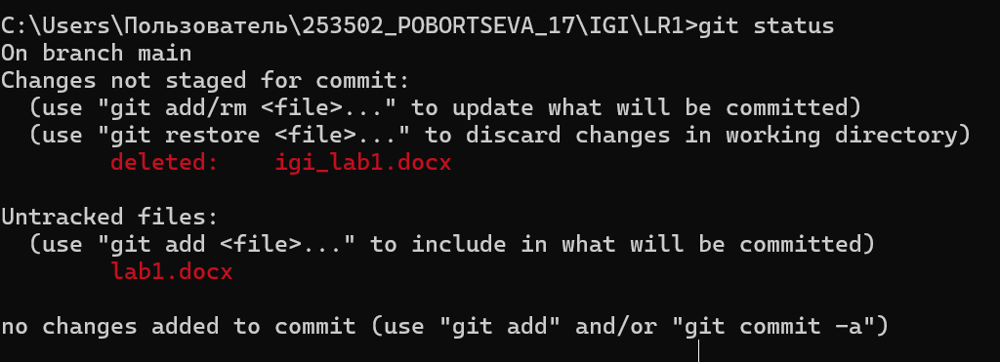 C:\Users\Пользователь\253502_POBORTSEVA_17\IGI\LR1>git status
On branch main
Changes not staged for commit:
  (use "git add/rm <file>..." to update what will be committed)
  (use "git restore <file>..." to discard changes in working directory)
        deleted:    igi_lab1.docx

Untracked files:
  (use "git add <file>..." to include in what will be committed)
        lab1.docx

no changes added to commit (use "git add" and/or "git commit -a")